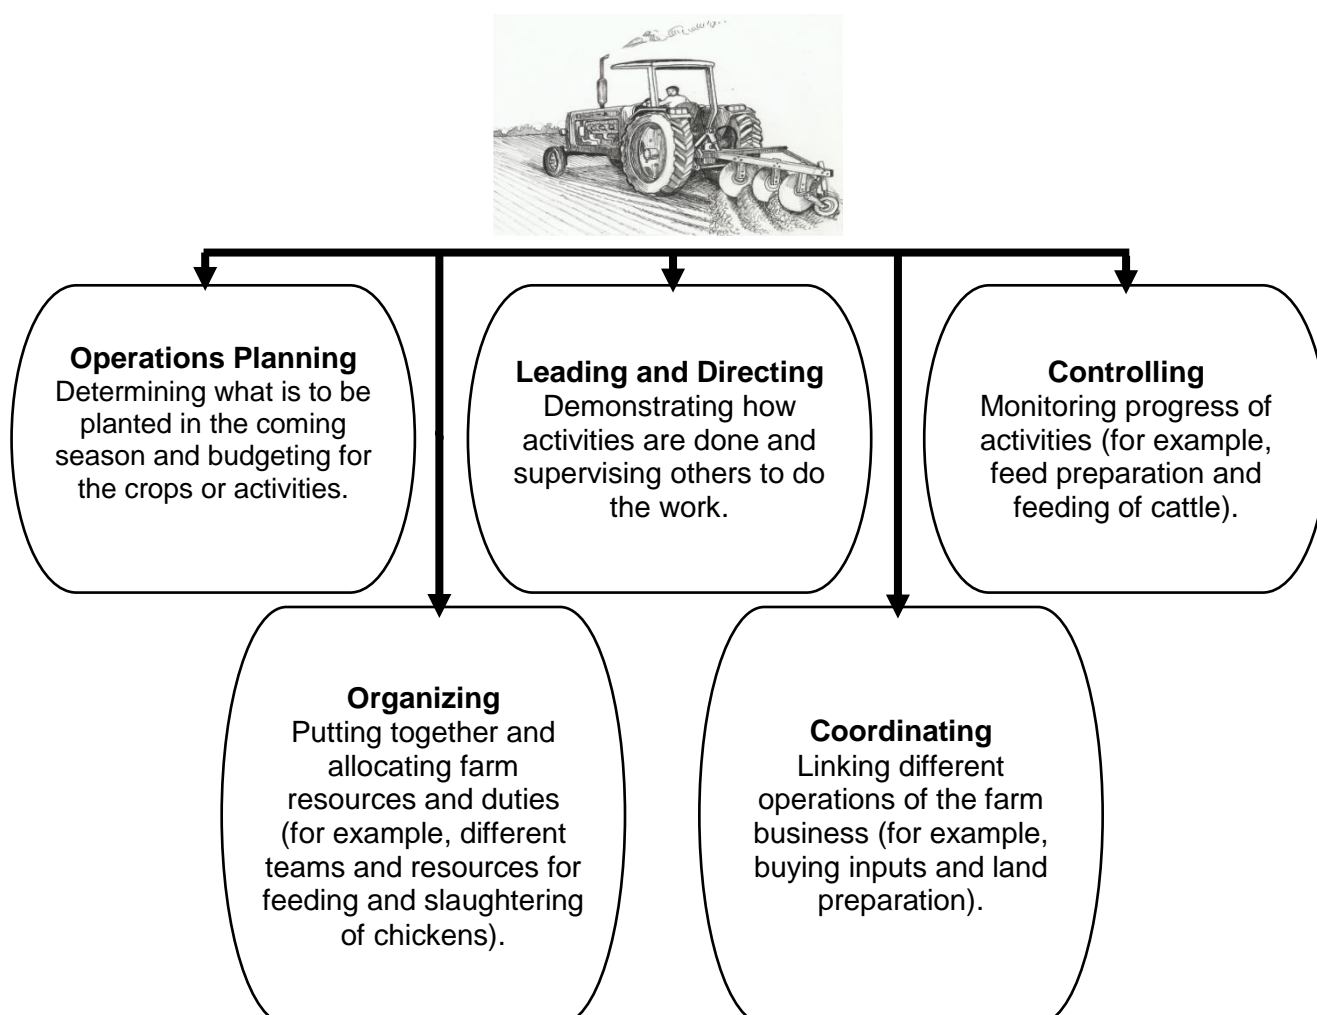 Operations Planning
Determining what is to be
planted in the coming
season and budgeting for
the crops or activities.
Leading and Directing
Demonstrating how
activities are done and
supervising others to do
the work.
Controlling
Monitoring progress of
activities (for example,
feed preparation and
feeding of cattle).
Organizing
Putting together and
allocating farm
resources and duties
(for example, different
teams and resources for
feeding and slaughtering
of chickens).
Coordinating
Linking different
operations of the farm
business (for example,
buying inputs and land
preparation).